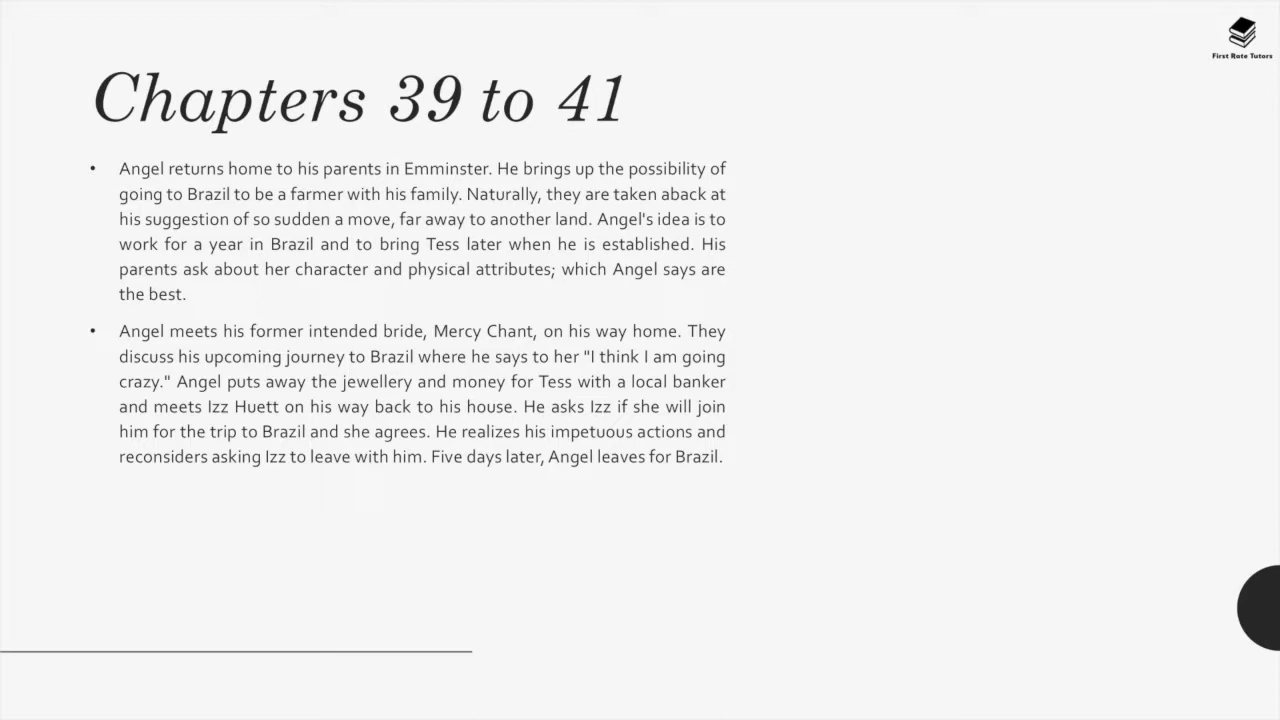 First Rate Tutors
Chapters 39 to 41
• Angel returns home to his parents in Emminster. He brings up the possibility of
going to Brazil to be a farmer with his family. Naturally, they are taken aback at
his suggestion of so sudden a move, far away to another land. Angel's idea is to
work for a year in Brazil and to bring Tess later when he is established. His
parents ask about her character and physical attributes; which Angel says are
the best.
• Angel meets his former intended bride, Mercy Chant, on his way home. They
discuss his upcoming journey to Brazil where he says to her "I think I am going
crazy." Angel puts away the jewellery and money for Tess with a local banker
and meets Izz Huett on his way back to his house. He asks Izz if she will join
him for the trip to Brazil and she agrees. He realizes his impetuous actions and
reconsiders asking Izz to leave with him. Five days later, Angel leaves for Brazil.